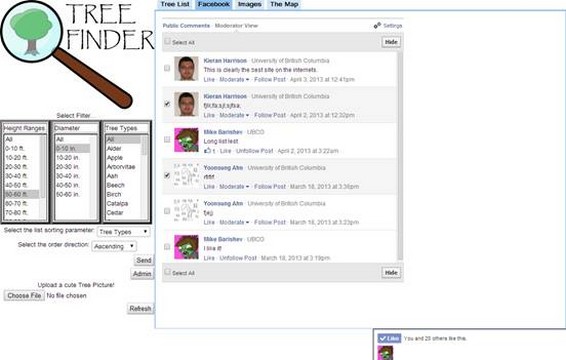 TREE
FINDER
Tree List Facebook Images The Map
Public Comments Moderator View Settings
Select All Hide
Kieran Harrison · University of British Columbia
This is clearly the best site on the internets.
Like · Moderate · Follow Post · April 3, 2013 at 12:41pm
Kieran Harrison · University of British Columbia
Like · Moderate · Follow Post · April 2, 2013 at 12:32pm
Mike Barishev · UBCO
Long list test
1 · Like · Unfollow Post · April 2, 2013 at 3:22am
Yoonsung Ahn · University of British Columbia
Like · Moderate · Follow Post · March 18, 2013 at 3:36pm
Yoonsung Ahn · University of British Columbia
Like · Moderate · Follow Post · March 18, 2013 at 3:23pm
Mike Barishev · UBCO
I like it!
Like · Unfollow Post · March 18, 2013 at 3:19pm
Select All Hide
Select Filter...
Height Ranges Diameter Tree Types
All All All
0-10 ft. 0-10 in. Alder
10-20 ft. 10-20 in. Apple
20-30 ft. 20-30 in. Arborvitae
30-40 ft. 30-40 in. Ash
40-50 ft. 40-50 in. Beech
50-60 ft. 50-60 in. Birch
60-70 ft. 60-30 in. Catalpa
70-80 ft. Cedar
Select the list sorting parameter: Tree Types
Select the order direction: Ascending
Send
Admin
Upload a cute Tree Picture!
Choose File No file chosen
Refresh
Like You and 25 others like this.